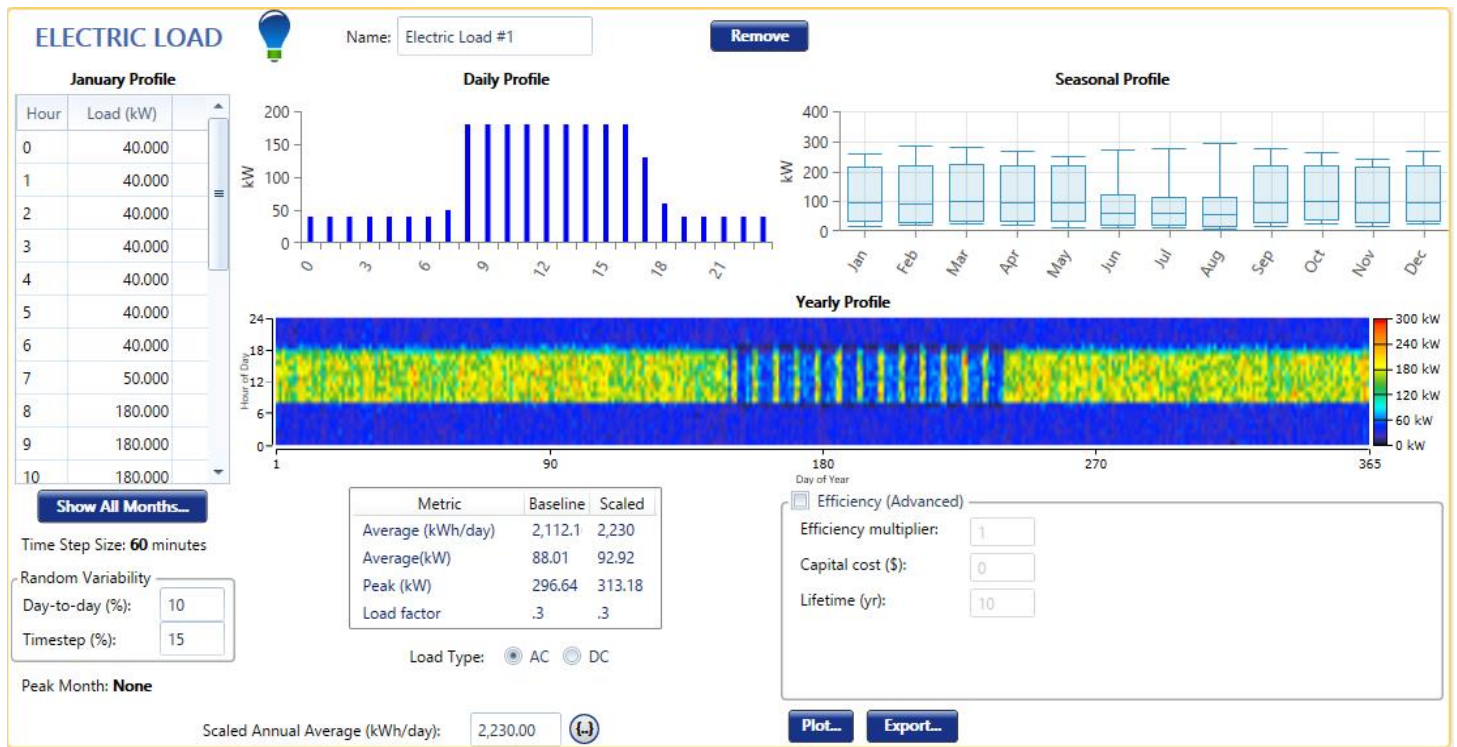 ELECTRIC LOAD
Name: Electric Load #1
Remove
January Profile
Hour Load (kW)
0 40.000
1 40.000
2 40.000
3 40.000
4 40.000
5 40.000
6 40.000
7 50.000
8 180.000
9 180.000
10 180.000
Show All Months...
Time Step Size: 60 minutes
Random Variability
Day-to-day (%): 10
Timestep (%): 15
Peak Month: None
Daily Profile
kW
200
150
100
50
0
0 3 6 9 12 15 18 21
Seasonal Profile
kW
400
300
200
100
0
Jan Feb Mar Apr May Jun Jul Aug Sep Oct Nov Dec
Yearly Profile
Hour of Day
24
18
12
6
0
1 90 180 270 365
Day of Year
300 kW
240 kW
180 kW
120 kW
60 kW
0 kW
Metric Baseline Scaled
Average (kWh/day) 2,112.1 2,230
Average(kW) 88.01 92.92
Peak (kW) 296.64 313.18
Load factor .3 .3
Load Type: AC DC
Scaled Annual Average (kWh/day): 2,230.00 {..}
Efficiency (Advanced)
Efficiency multiplier: 1
Capital cost ($): 0
Lifetime (yr): 10
Plot... Export...